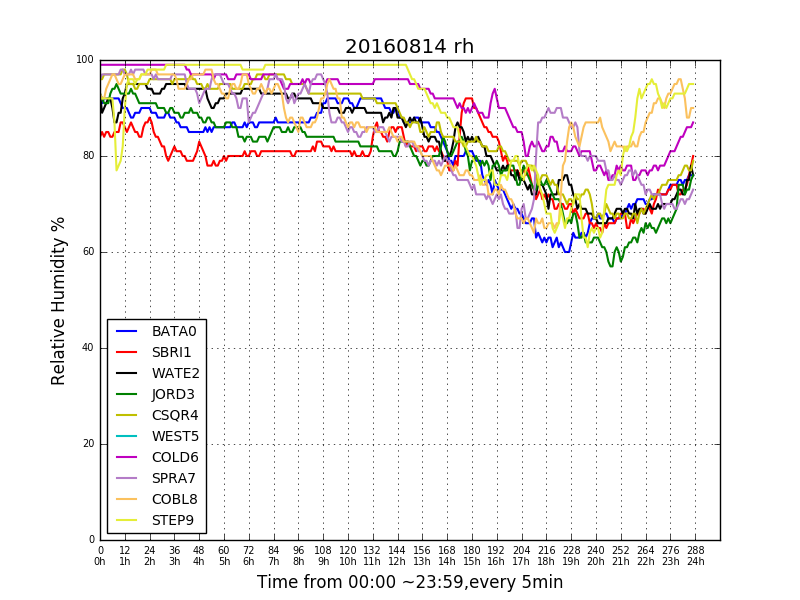 20160814 rh
100
80
60
40
20
0
Relative Humidity %
BATA0
SBRI1
WATE2
JORD3
CSQR4
WEST5
COLD6
SPRA7
COBL8
STEP9
0 12 24 36 48 60 72 84 96 108 120 132 144 156 168 180 192 204 216 228 240 252 264 276 288
0h 1h 2h 3h 4h 5h 6h 7h 8h 9h 10h 11h 12h 13h 14h 15h 16h 17h 18h 19h 20h 21h 22h 23h 24h
Time from 00:00 ~23:59,every 5min